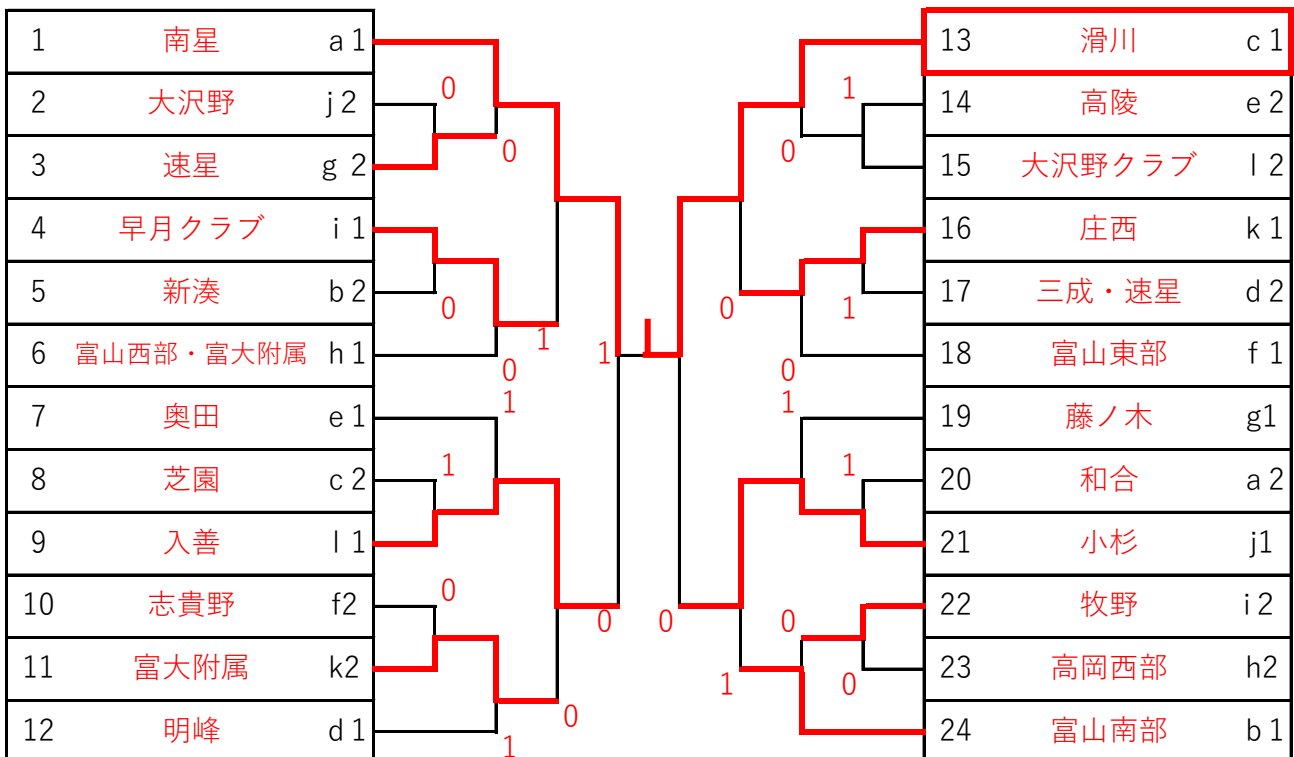 1 南星 a 1
2 大沢野 j 2
3 速星 g 2
4 早月クラブ i 1
5 新湊 b 2
6 富山西部・富大附属 h 1
7 奥田 e 1
8 芝園 c 2
9 入善 l 1
10 志貴野 f2
11 富大附属 k2
12 明峰 d 1
0
0
0
1
0
1
1
0
0
1
1
0
13 滑川 c 1
14 高陵 e 2
15 大沢野クラブ l 2
16 庄西 k 1
17 三成・速星 d 2
18 富山東部 f 1
19 藤ノ木 g1
20 和合 a 2
21 小杉 j1
22 牧野 i 2
23 高岡西部 h2
24 富山南部 b 1
1
0
0
1
0
1
1
0
0
1
0